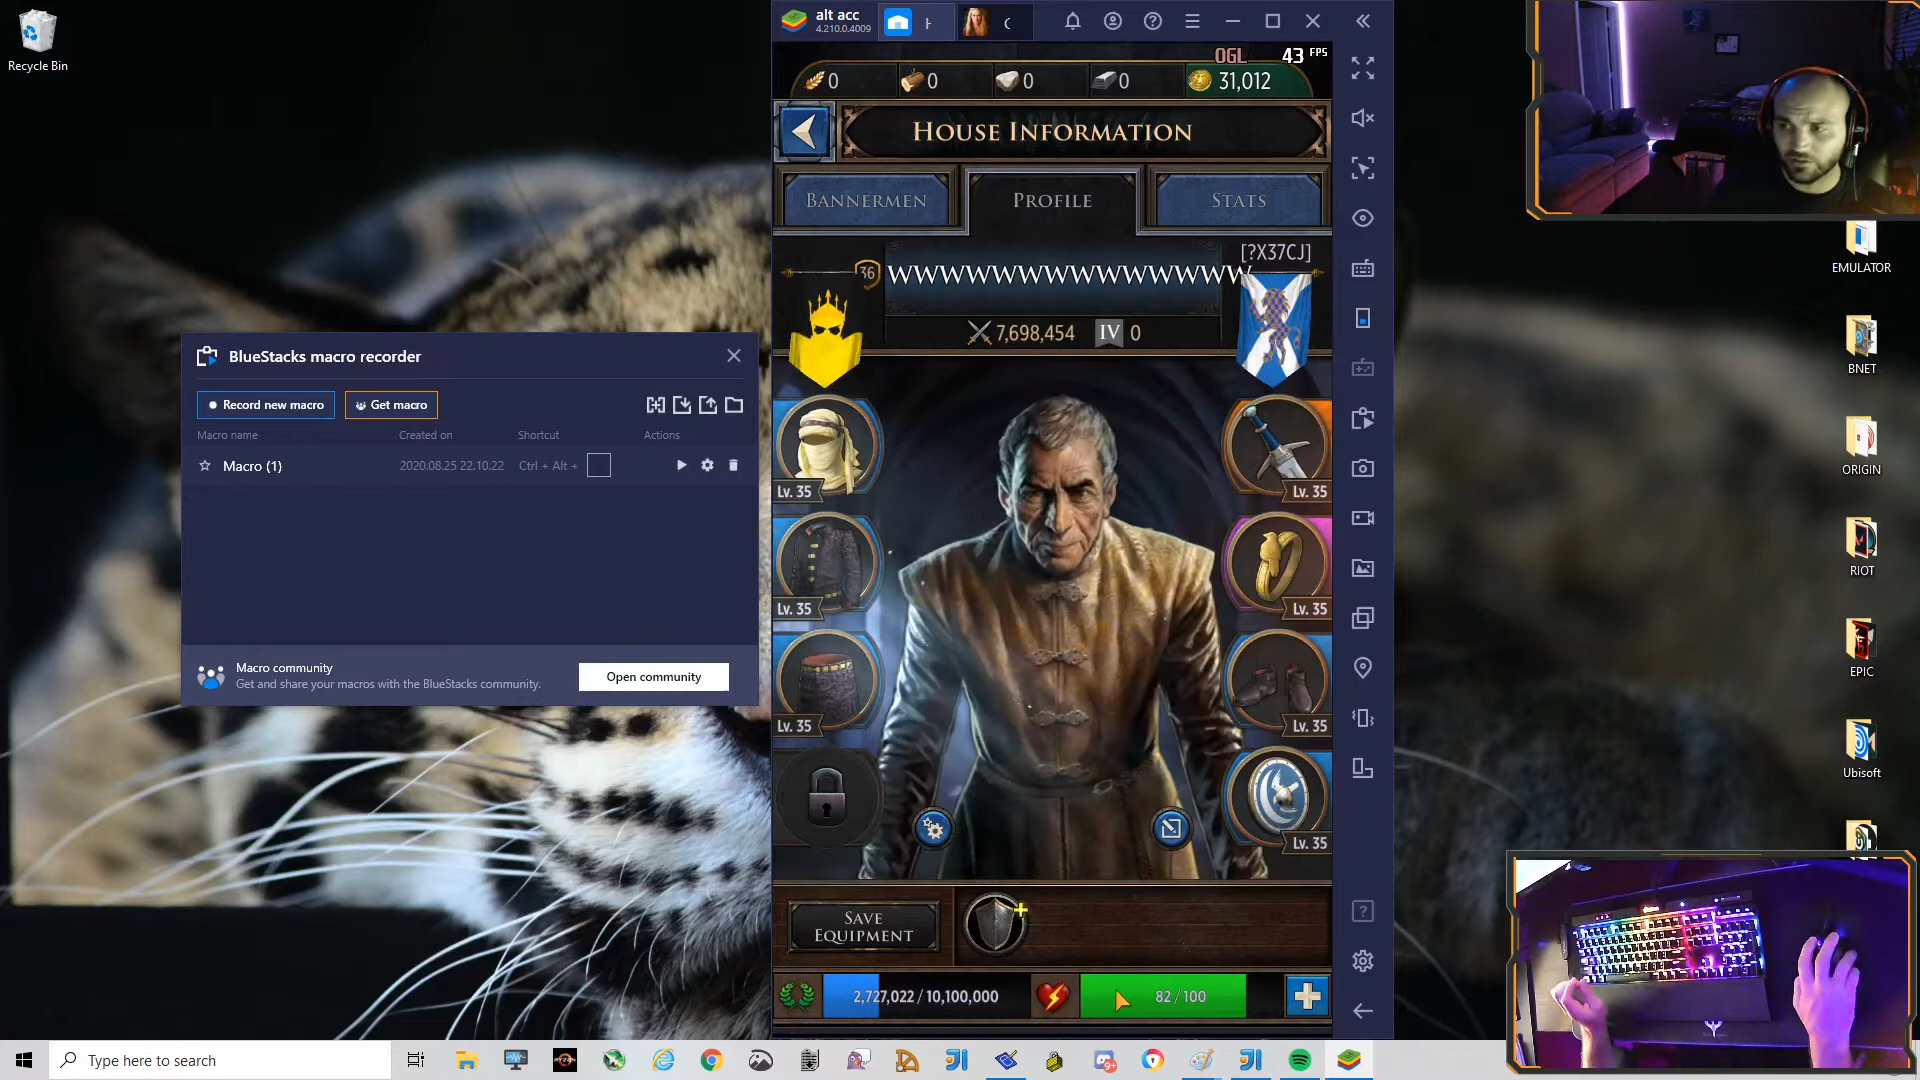 Recycle Bin
alt acc
4.210.0.4009
OGL 43 FPS
0 0 0 0 31,012
HOUSE INFORMATION
BANNERMEN PROFILE STATS
[?X37CJ]
36 WWWWWWWWWWWWWW
7,698,454 IV 0
BlueStacks macro recorder
Record new macro Get macro
Macro name Created on Shortcut Actions
Macro (1) 2020.08.25 22.10.22 Ctrl + Alt +
Macro community
Get and share your macros with the BlueStacks community.
Open community
Lv. 35 Lv. 35
Lv. 35 Lv. 35
Lv. 35 Lv. 35
Lv. 35
SAVE
EQUIPMENT
2,727,022 / 10,100,000 82 / 100
EMULATOR
BNET
ORIGIN
RIOT
EPIC
Ubisoft
Type here to search